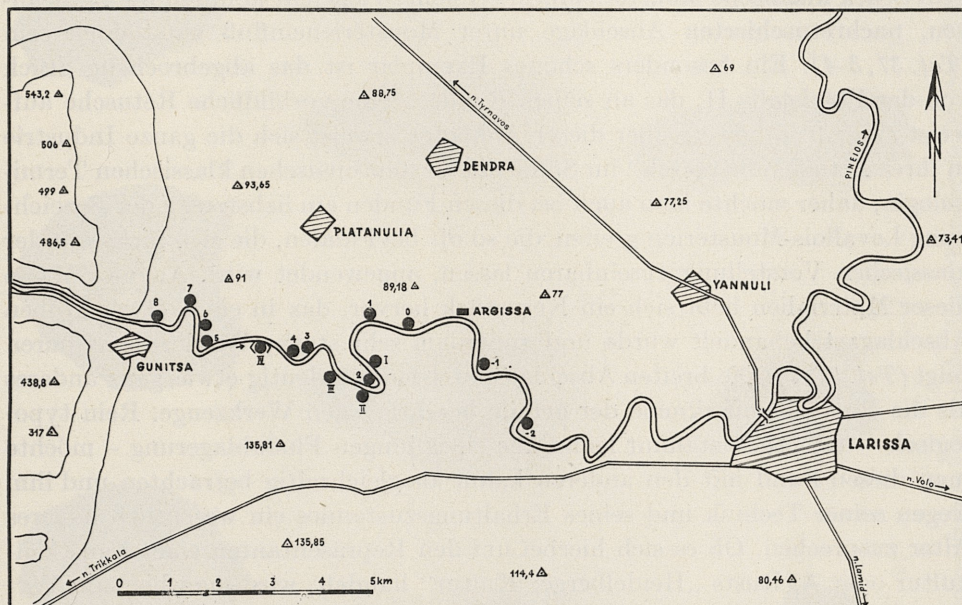 n. Tyrnavos
69
543,2
88,75
506
DENDRA
PINEIOS
N
499
93,65
77,25
486,5
PLATANULIA
73,41
91
89,18
77
YANNULI
7
8
1
0
ARGISSA
6
5
IV
4
3
I
-1
GUNITSA
III
2
II
438,8
-2
317
135,81
LARISSA
n. Volo
135,85
n Trikkala
114,4
80,46
n. Lamid
0 1 2 3 4 5km